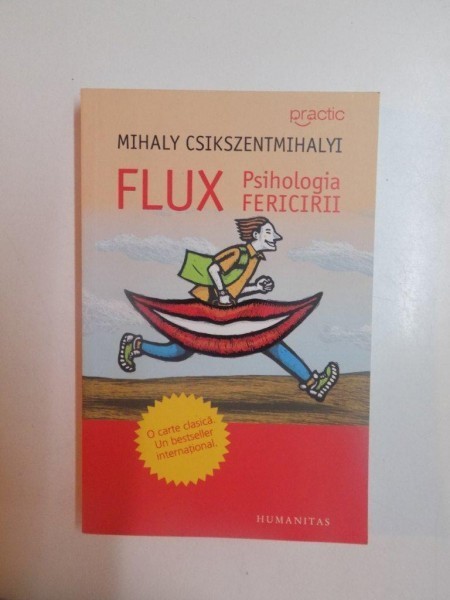 practic
MIHALY CSIKSZENTMIHALYI
FLUX Psihologia
FERICIRII
O carte clasică.
Un bestseller
internațional.
HUMANITAS